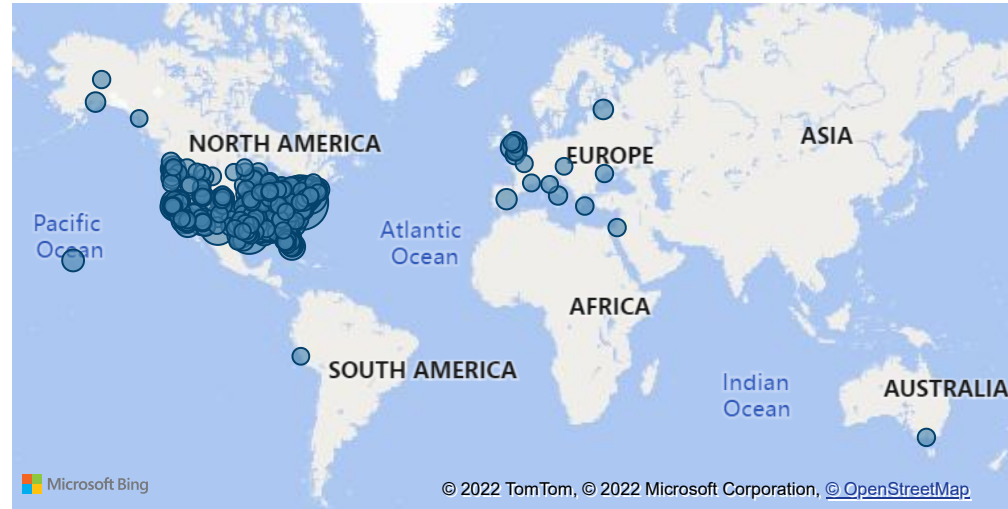 NORTH AMERICA
ASIA
EUROPE
Pacific
Ocean
Atlantic
Ocean
AFRICA
SOUTH AMERICA
Indian
Ocean
AUSTRALIA
Microsoft Bing
© 2022 TomTom, © 2022 Microsoft Corporation, © OpenStreetMap